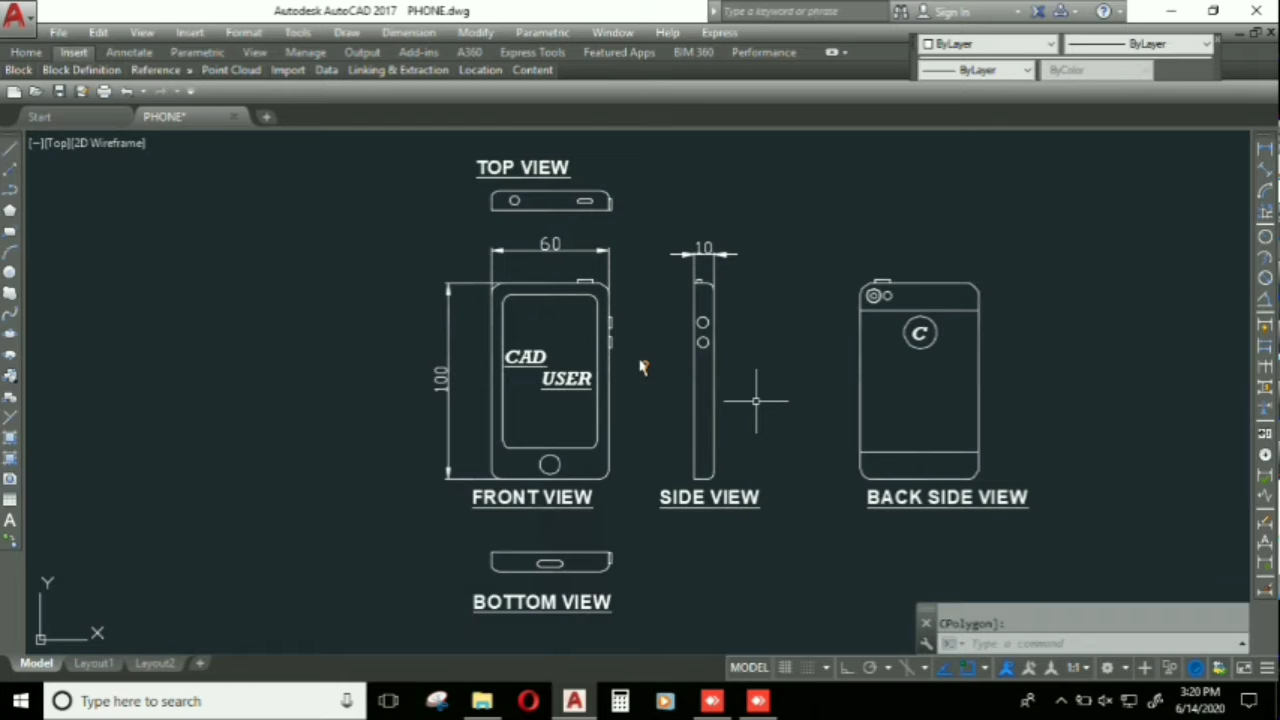 Autodesk AutoCAD 2017 PHONE.dwg
Type a keyword or phrase
Sign In
File Edit View Insert Format Tools Draw Dimension Modify Parametric Window Help Express
Home Insert Annotate Parametric View Manage Output Add-ins A360 Express Tools Featured Apps BIM 360 Performance
ByLayer
ByLayer
Block Block Definition Reference » Point Cloud Import Data Linking & Extraction Location Content
ByLayer
ByColor
Start
PHONE*
[−][Top][2D Wireframe]
TOP VIEW
60
10
100
CAD
USER
C
FRONT VIEW
SIDE VIEW
BACK SIDE VIEW
BOTTOM VIEW
Y
X
CPolygon]:
Type a command
Model Layout1 Layout2
MODEL
1:1
Type here to search
3:20 PM
6/14/2020